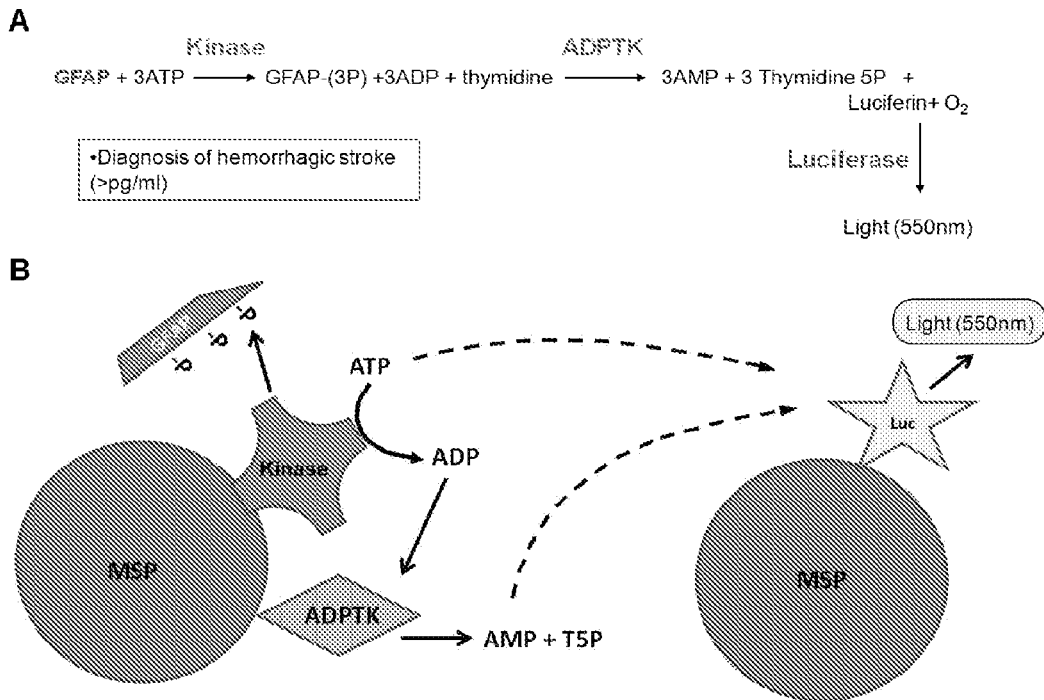 A
Kinase
ADPTK
GFAP + 3ATP → GFAP-(3P) +3ADP + thymidine → 3AMP + 3 Thymidine 5P +
Luciferin+ O₂
•Diagnosis of hemorrhagic stroke
(>pg/ml)
Luciferase
Light (550nm)
B
-P
-P
-P
Light (550nm)
ATP
Luc
Kinase
ADP
MSP
MSP
ADPTK
AMP + T5P